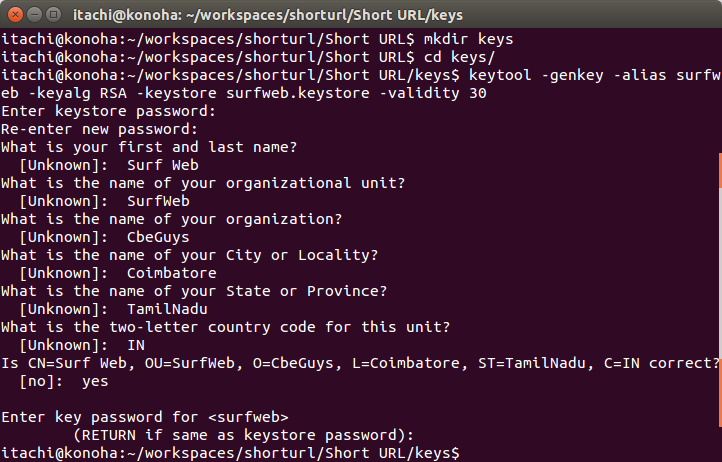 itachi@konoha: ~/workspaces/shorturl/Short URL/keys
itachi@konoha:~/workspaces/shorturl/Short URL$ mkdir keys
itachi@konoha:~/workspaces/shorturl/Short URL$ cd keys/
itachi@konoha:~/workspaces/shorturl/Short URL/keys$ keytool -genkey -alias surfw
eb -keyalg RSA -keystore surfweb.keystore -validity 30
Enter keystore password:
Re-enter new password:
What is your first and last name?
  [Unknown]:  Surf Web
What is the name of your organizational unit?
  [Unknown]:  SurfWeb
What is the name of your organization?
  [Unknown]:  CbeGuys
What is the name of your City or Locality?
  [Unknown]:  Coimbatore
What is the name of your State or Province?
  [Unknown]:  TamilNadu
What is the two-letter country code for this unit?
  [Unknown]:  IN
Is CN=Surf Web, OU=SurfWeb, O=CbeGuys, L=Coimbatore, ST=TamilNadu, C=IN correct?
  [no]:  yes

Enter key password for <surfweb>
        (RETURN if same as keystore password):
itachi@konoha:~/workspaces/shorturl/Short URL/keys$